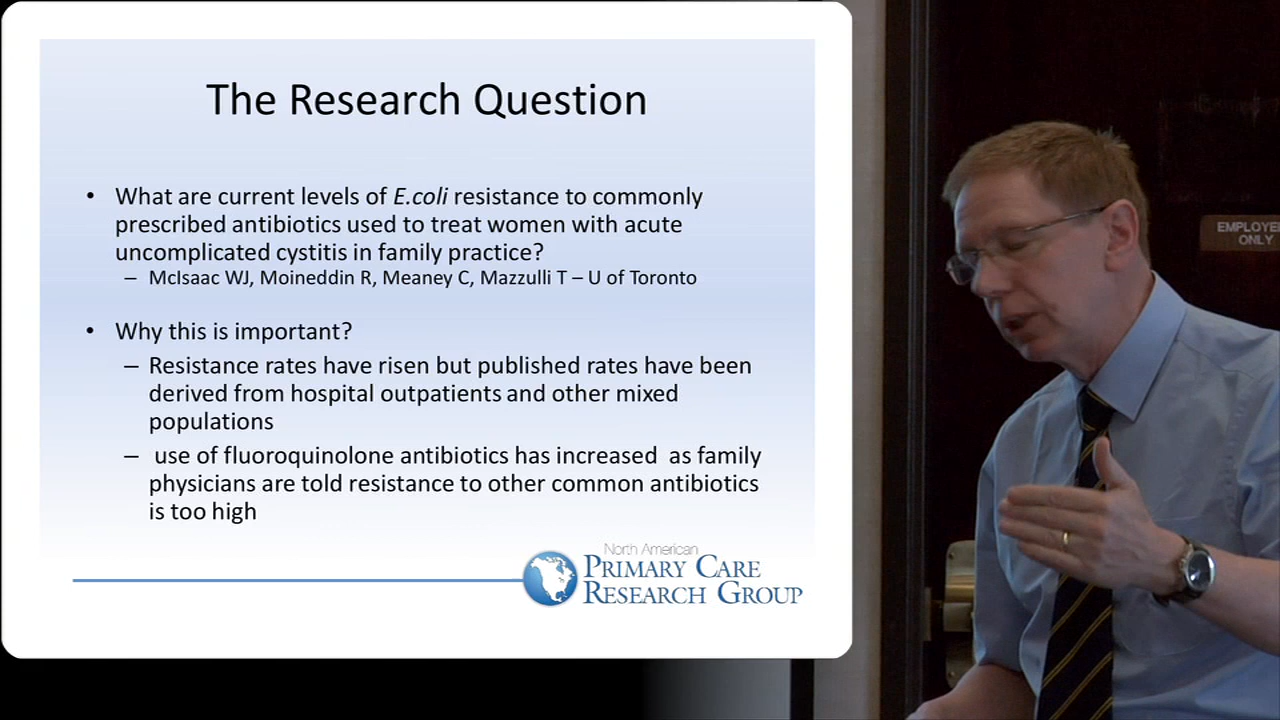 The Research Question
• What are current levels of E.coli resistance to commonly
prescribed antibiotics used to treat women with acute
uncomplicated cystitis in family practice?
– McIsaac WJ, Moineddin R, Meaney C, Mazzulli T – U of Toronto
• Why this is important?
– Resistance rates have risen but published rates have been
derived from hospital outpatients and other mixed
populations
– use of fluoroquinolone antibiotics has increased as family
physicians are told resistance to other common antibiotics
is too high
North American
PRIMARY CARE
RESEARCH GROUP
EMPLOYE
ONLY